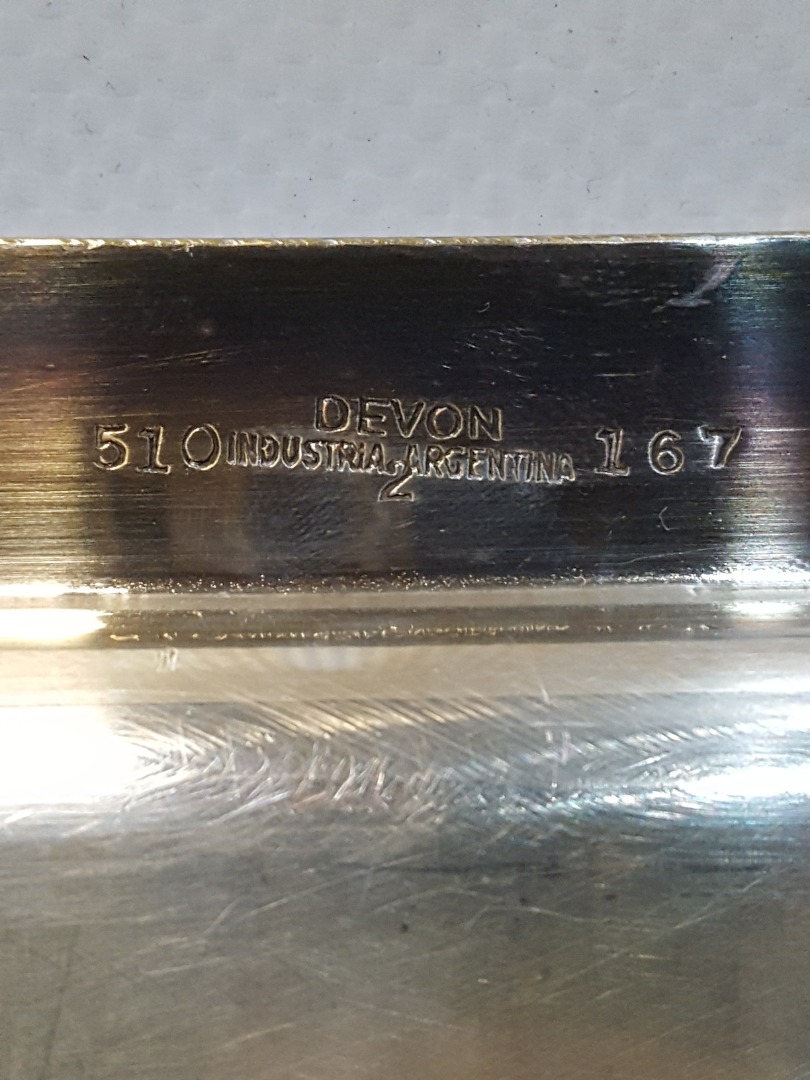 DEVON
510 INDUSTRIA ARGENTINA 167
2